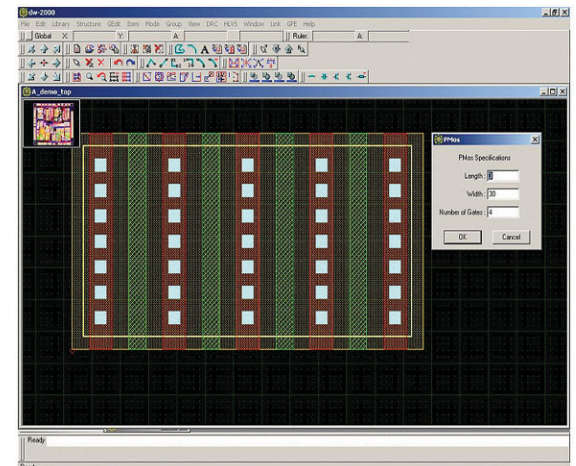 dw-2000
File Edit Library Structure GEdit Item Mode Group View DRC HLVS Window Link GPE Help
Global X: Y: A: Ruler: A:
A_demo_top
PMos
PMos Specifications
Length : 3
Width : 30
Number of Gates : 4
OK Cancel
Ready